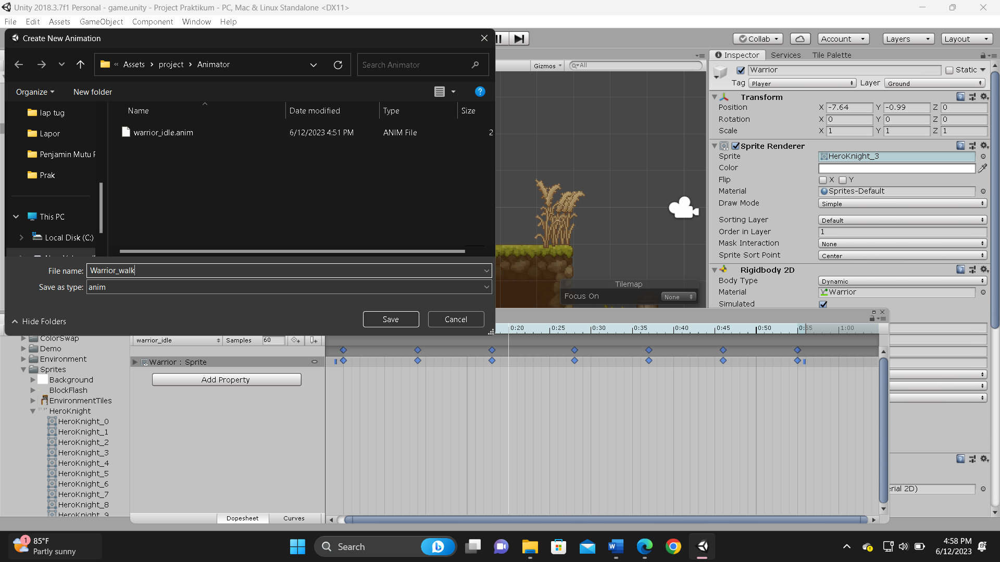 Unity 2018.3.7f1 Personal - game.unity - Project Praktikum - PC, Mac & Linux Standalone <DX11>
File Edit Assets GameObject Component Window Help
Create New Animation
Collab Account Layers Layout
« Assets > project > Animator
Search Animator
Gizmos All
Inspector Services Tile Palette
Warrior Static
Tag Player Layer Ground
Organize New folder
Transform
Position X -7.64 Y -0.99 Z 0
Rotation X 0 Y 0 Z 0
Scale X 1 Y 1 Z 1
Name Date modified Type Size
warrior_idle.anim 6/12/2023 4:51 PM ANIM File 2
lap tug
Lapor
Penjamin Mutu P
Prak
This PC
Local Disk (C:)
Sprite Renderer
Sprite HeroKnight_3
Color
Flip X Y
Material Sprites-Default
Draw Mode Simple
Sorting Layer Default
Order in Layer 1
Mask Interaction None
Sprite Sort Point Center
Rigidbody 2D
Body Type Dynamic
Material Warrior
Simulated
File name: Warrior_walk
Save as type: anim
Hide Folders Save Cancel
Tilemap
Focus On None
0:20 0:25 0:30 0:35 0:40 0:45 0:50 0:55 1:00
warrior_idle Samples 60
Warrior : Sprite
Add Property
ColorSwap
Demo
Environment
Sprites
Background
BlockFlash
EnvironmentTiles
HeroKnight
HeroKnight_0
HeroKnight_1
HeroKnight_2
HeroKnight_3
HeroKnight_4
HeroKnight_5
HeroKnight_6
HeroKnight_7
HeroKnight_8
HeroKnight_9
erial 2D)
Dopesheet Curves
1
85°F
Partly sunny
Search
4:58 PM
6/12/2023